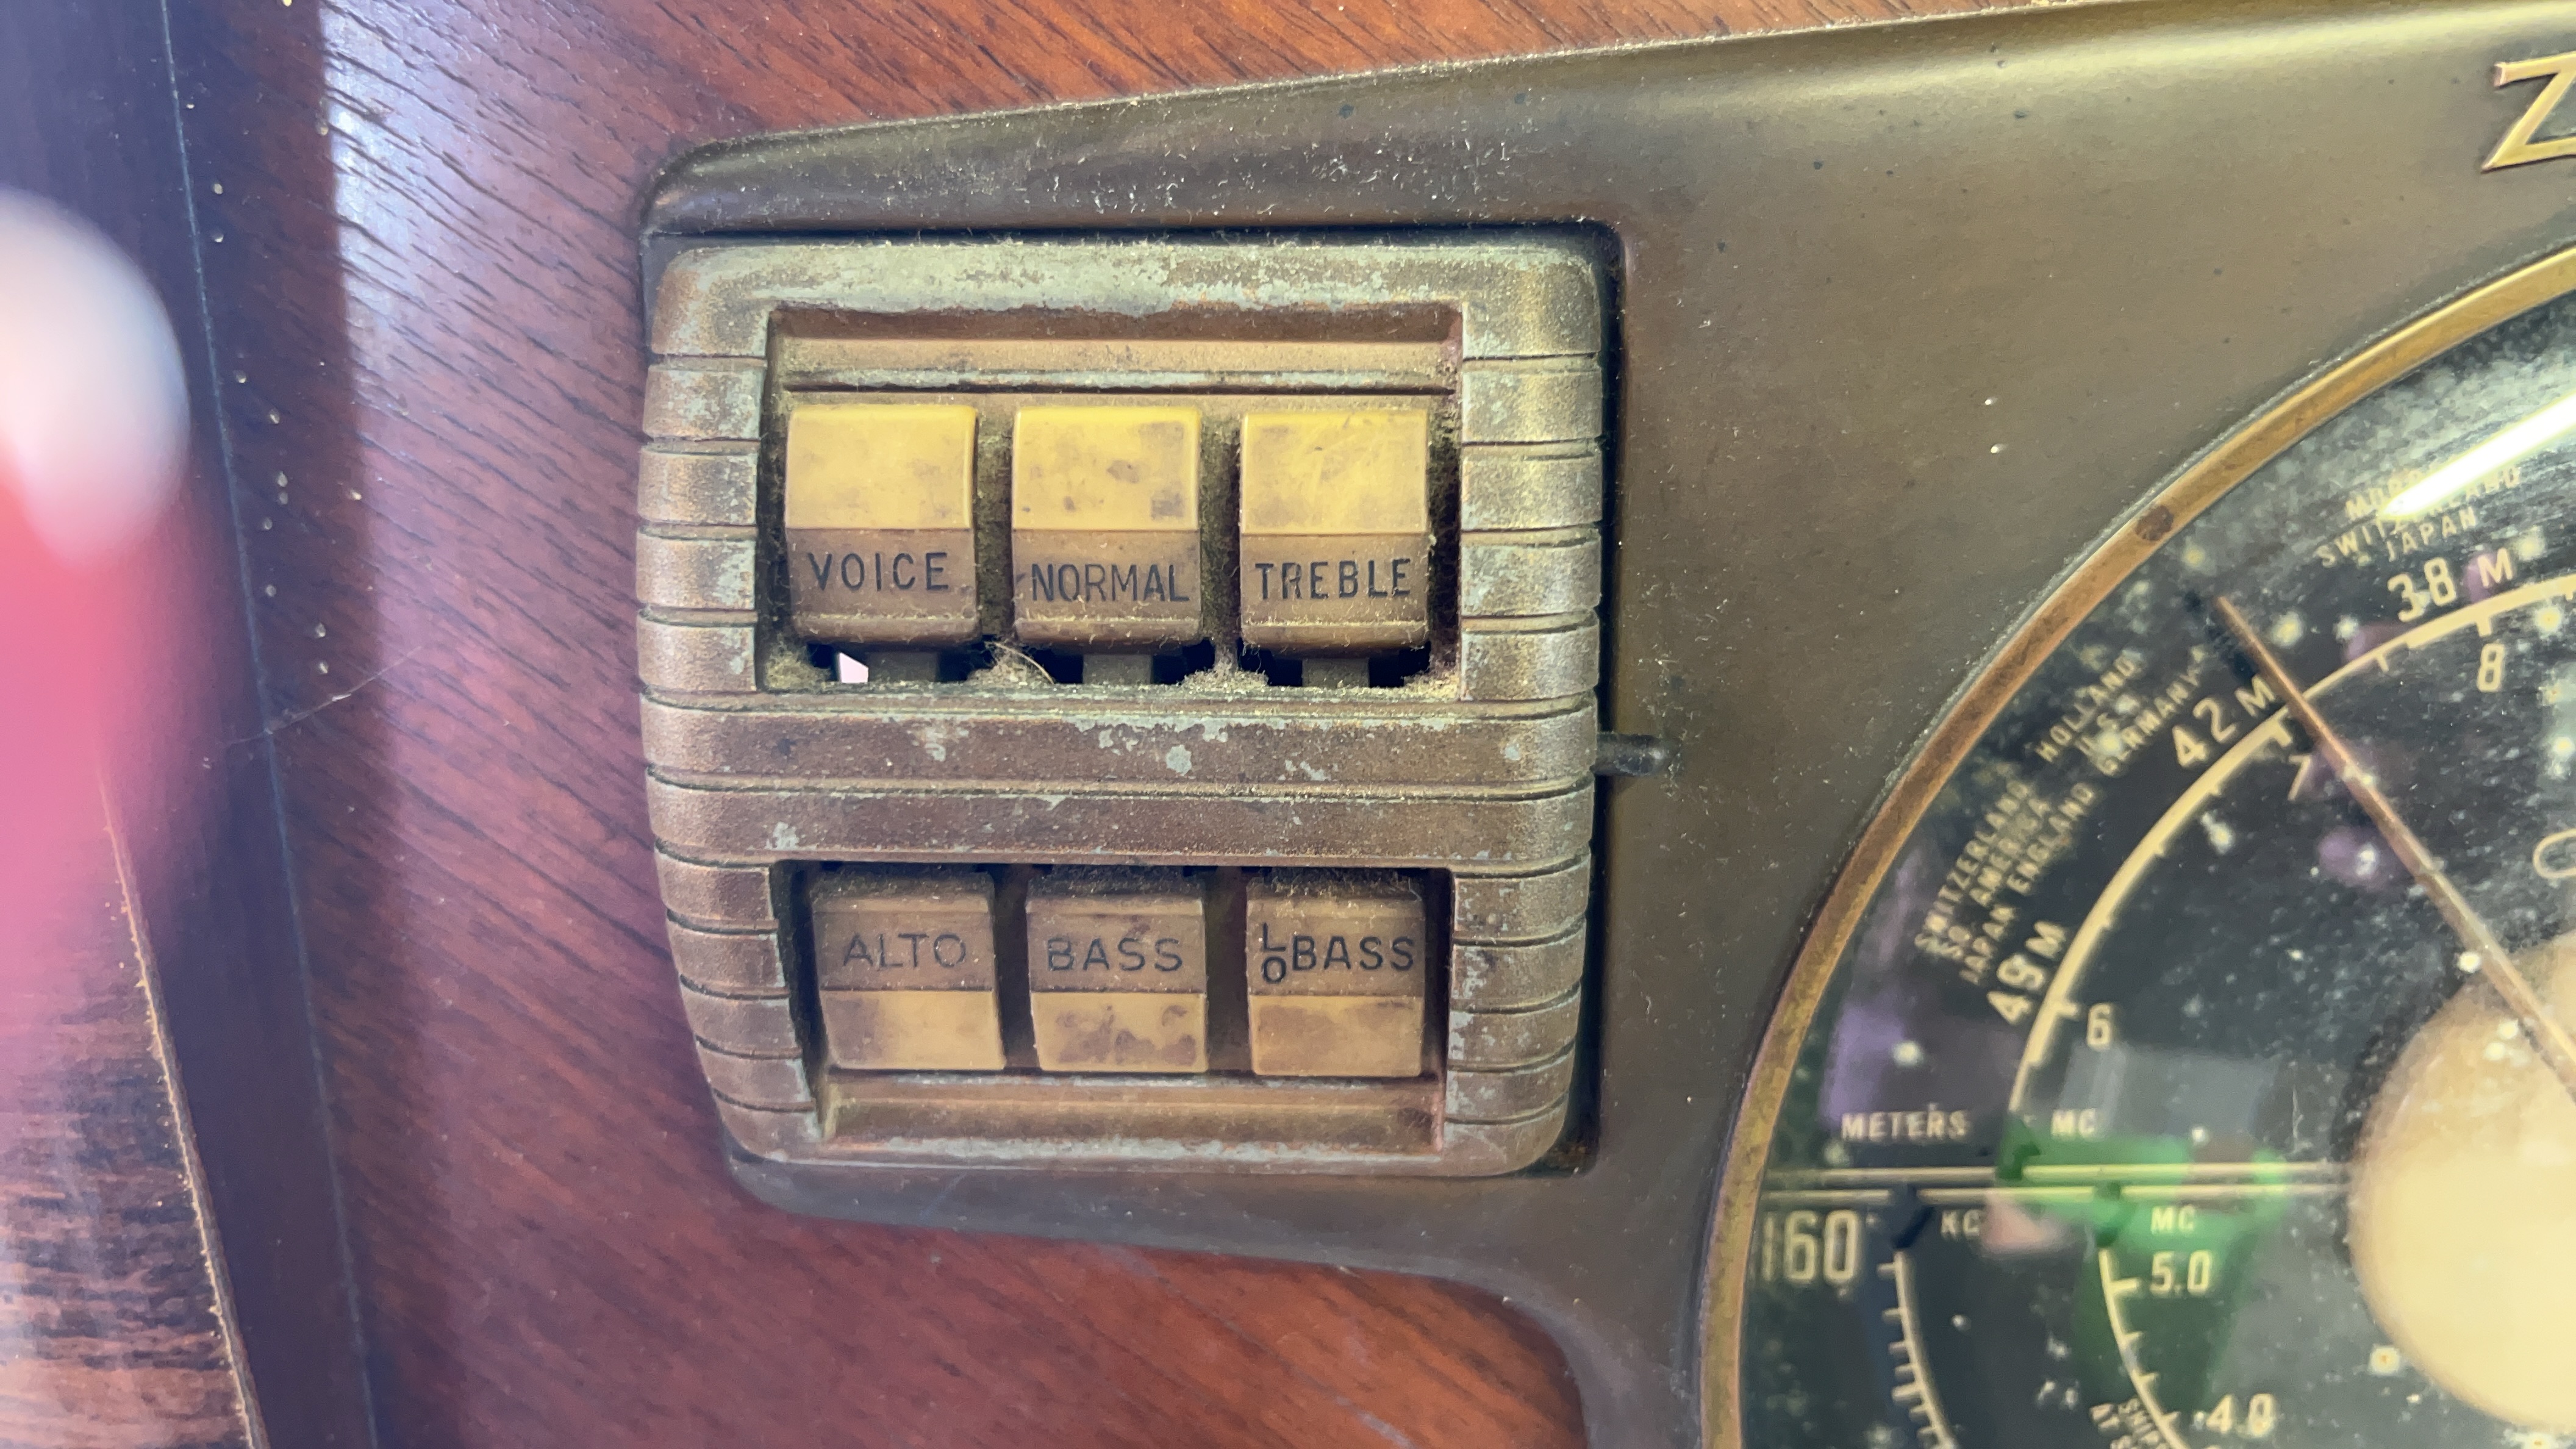 VOICE NORMAL TREBLE
ALTO BASS LO BASS
Z
JAPAN
38 M
8
HOLLAND
GERMANY
42 M
7
SWITZERLAND
SO. AMERICA
JAPAN ENGLAND
49 M
6
METERS MC
160 KC MC
5.0
4.0